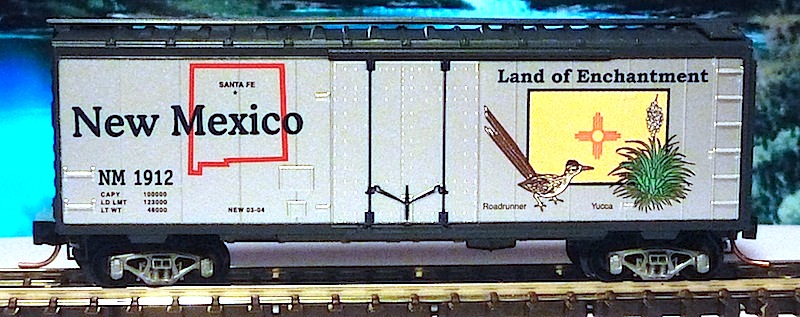 SANTA FE
New Mexico
NM 1912
CAPY 100000
LD LMT 123000
LT WT 46000
NEW 03-04
Land of Enchantment
Roadrunner
Yucca